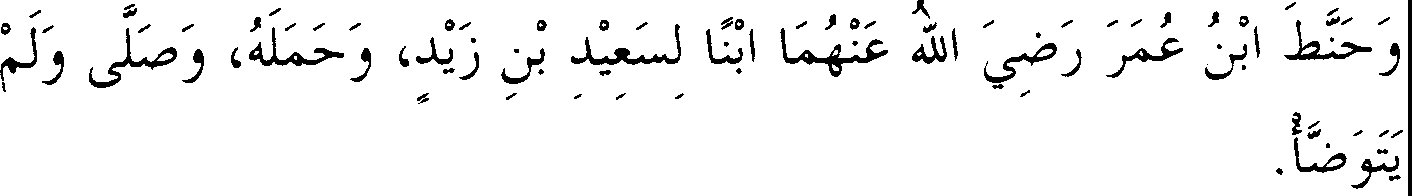 وَحَنَّطَ ابْنُ عُمَرَ رَضِيَ اللهُ عَنْهُمَا ابْنًا لِسَعِيْدِ بْنِ زَيْدٍ، وَحَمَلَهُ، وَصَلَّى وَلَمْ
يَتَوَضَّأْ.